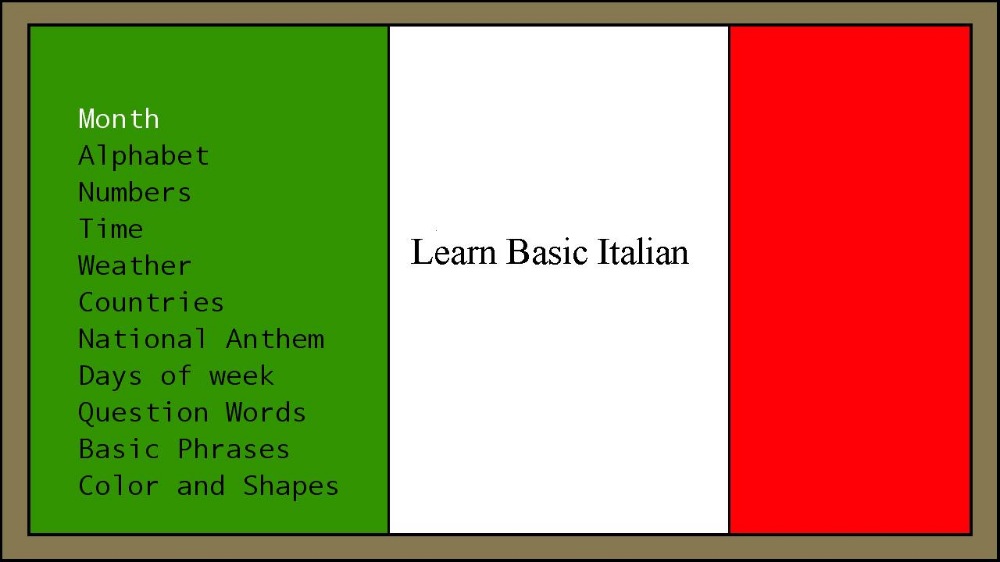 Month
Alphabet
Numbers
Time
Weather
Countries
National Anthem
Days of week
Question Words
Basic Phrases
Color and Shapes
Learn Basic Italian